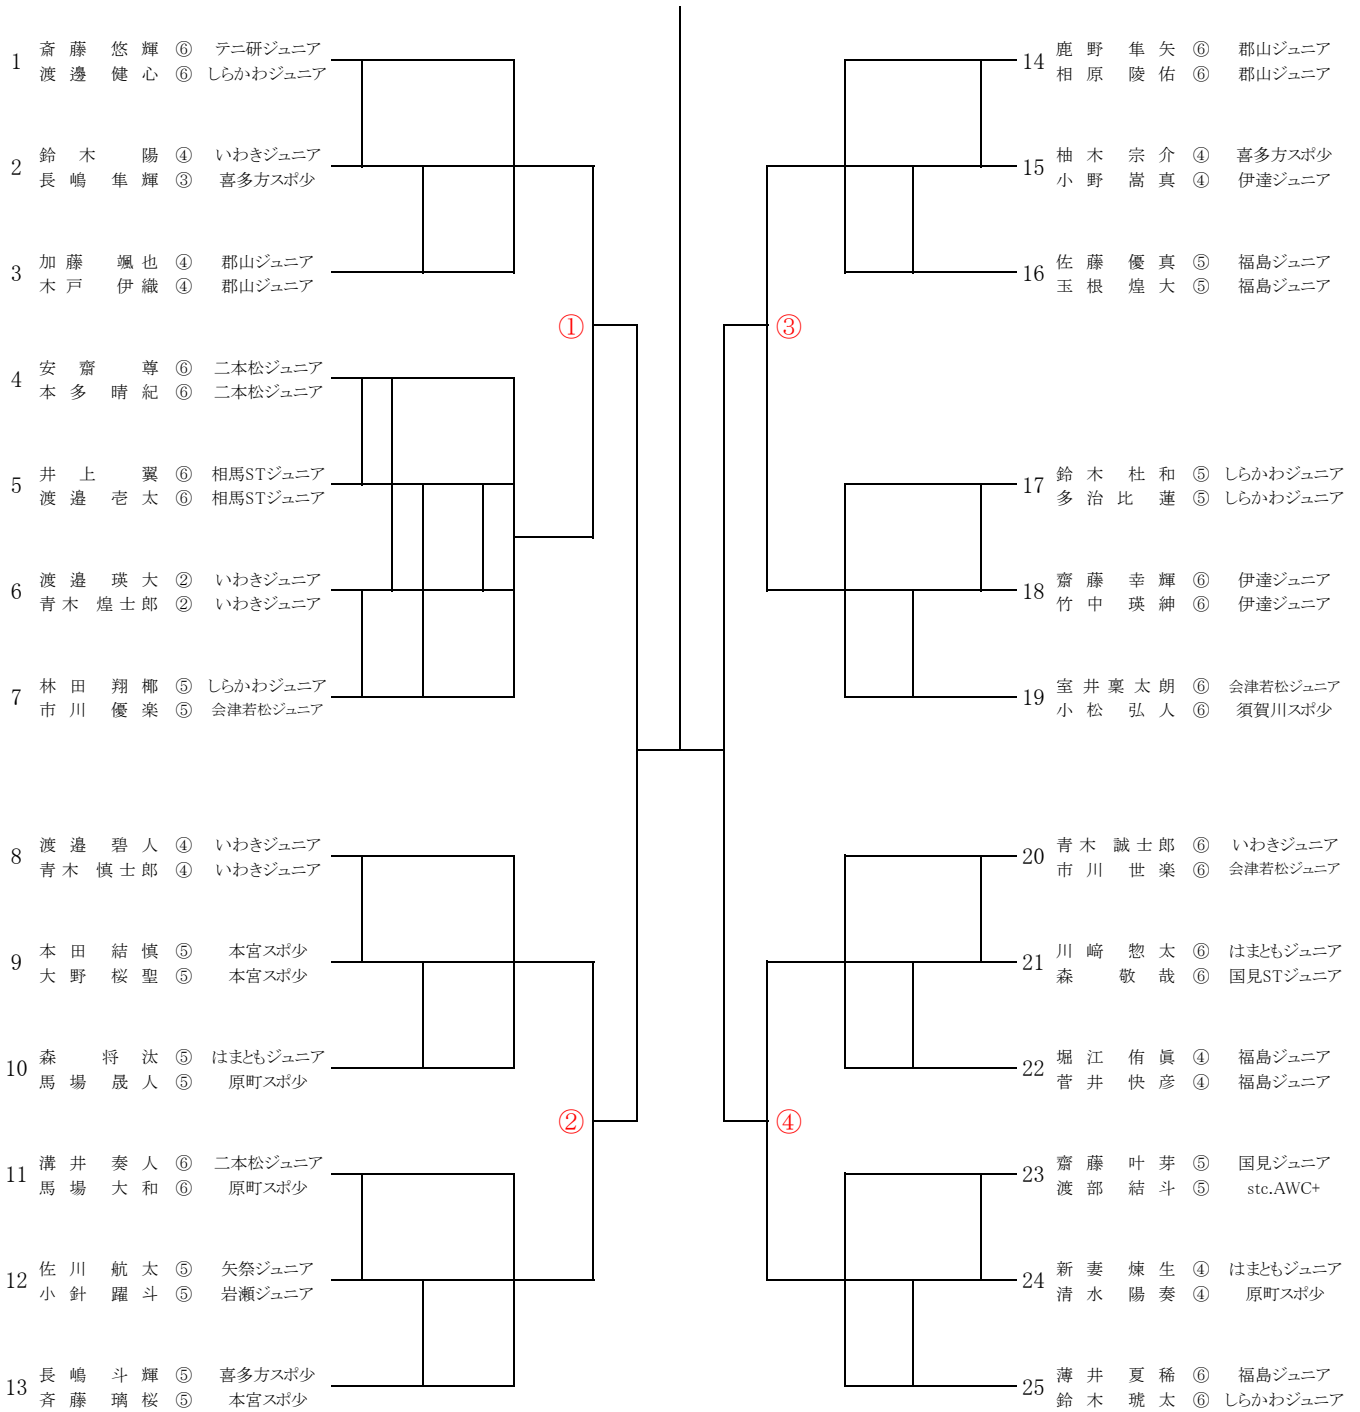 1 斎藤 悠輝 ⑥ テニ研ジュニア
渡邊 健心 ⑥ しらかわジュニア
2 鈴木 陽 ④ いわきジュニア
長嶋 隼輝 ③ 喜多方スポ少
3 加藤 颯也 ④ 郡山ジュニア
木戸 伊織 ④ 郡山ジュニア
①
4 安齋 尊 ⑥ 二本松ジュニア
本多 晴紀 ⑥ 二本松ジュニア
5 井上 翼 ⑥ 相馬STジュニア
渡邉 壱太 ⑥ 相馬STジュニア
6 渡邉 瑛大 ② いわきジュニア
青木 煌士郎 ② いわきジュニア
7 林田 翔梛 ⑤ しらかわジュニア
市川 優楽 ⑤ 会津若松ジュニア
8 渡邉 碧人 ④ いわきジュニア
青木 慎士郎 ④ いわきジュニア
9 本田 結慎 ⑤ 本宮スポ少
大野 桜聖 ⑤ 本宮スポ少
10 森 将汰 ⑤ はまともジュニア
馬場 晟人 ⑤ 原町スポ少
②
11 溝井 奏人 ⑥ 二本松ジュニア
馬場 大和 ⑥ 原町スポ少
12 佐川 航太 ⑤ 矢祭ジュニア
小針 躍斗 ⑤ 岩瀬ジュニア
13 長嶋 斗輝 ⑤ 喜多方スポ少
斉藤 璃桜 ⑤ 本宮スポ少
14 鹿野 隼矢 ⑥ 郡山ジュニア
相原 陵佑 ⑥ 郡山ジュニア
15 柚木 宗介 ④ 喜多方スポ少
小野 嵩真 ④ 伊達ジュニア
16 佐藤 優真 ⑤ 福島ジュニア
玉根 煌大 ⑤ 福島ジュニア
③
17 鈴木 杜和 ⑤ しらかわジュニア
多治比 蓮 ⑤ しらかわジュニア
18 齋藤 幸輝 ⑥ 伊達ジュニア
竹中 瑛紳 ⑥ 伊達ジュニア
19 室井 稟太朗 ⑥ 会津若松ジュニア
小松 弘人 ⑥ 須賀川スポ少
20 青木 誠士郎 ⑥ いわきジュニア
市川 世楽 ⑥ 会津若松ジュニア
21 川﨑 惣太 ⑥ はまともジュニア
森 敬哉 ⑥ 国見STジュニア
22 堀江 侑眞 ④ 福島ジュニア
菅井 快彦 ④ 福島ジュニア
④
23 齋藤 叶芽 ⑤ 国見ジュニア
渡部 結斗 ⑤ stc.AWC+
24 新妻 煉生 ④ はまともジュニア
清水 陽奏 ④ 原町スポ少
25 薄井 夏稀 ⑥ 福島ジュニア
鈴木 琥太 ⑥ しらかわジュニア